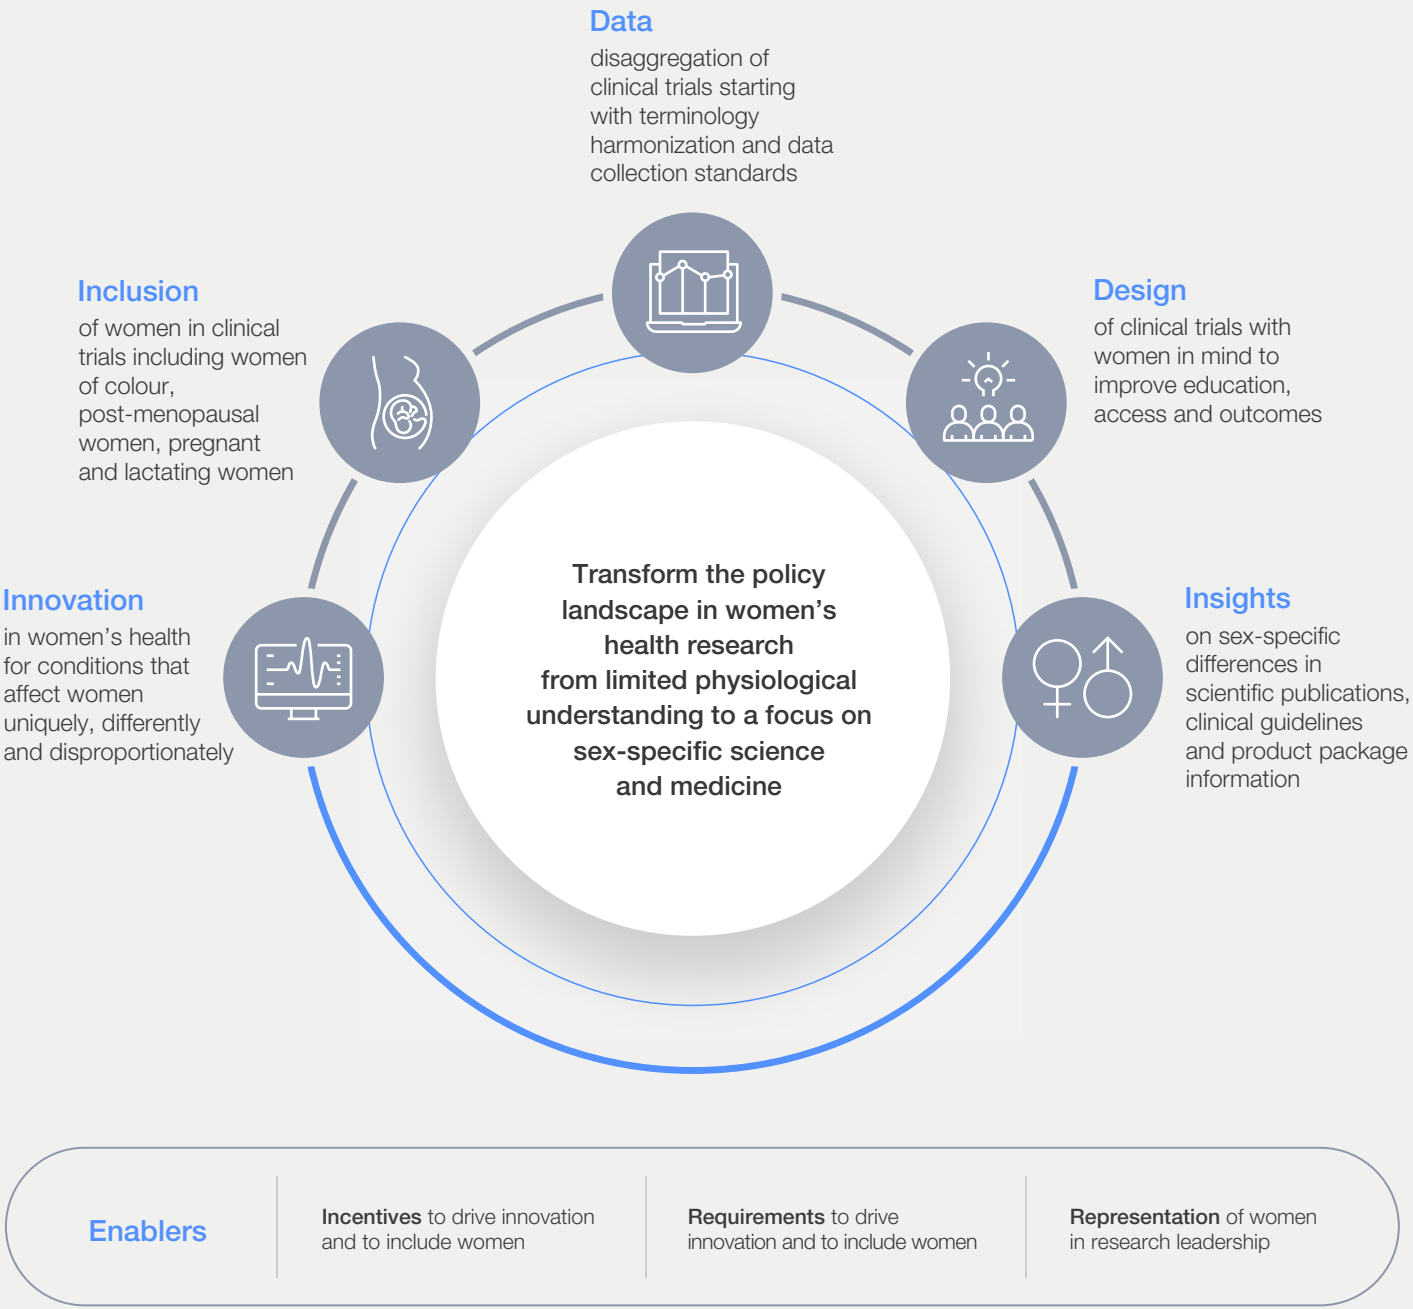 Data
disaggregation of
clinical trials starting
with terminology
harmonization and data
collection standards
Inclusion
of women in clinical
trials including women
of colour,
post-menopausal
women, pregnant
and lactating women
Design
of clinical trials with
women in mind to
improve education,
access and outcomes
Innovation
in women’s health
for conditions that
affect women
uniquely, differently
and disproportionately
Transform the policy
landscape in women’s
health research
from limited physiological
understanding to a focus on
sex-specific science
and medicine
Insights
on sex-specific
differences in
scientific publications,
clinical guidelines
and product package
information
Enablers
Incentives to drive innovation
and to include women
Requirements to drive
innovation and to include women
Representation of women
in research leadership